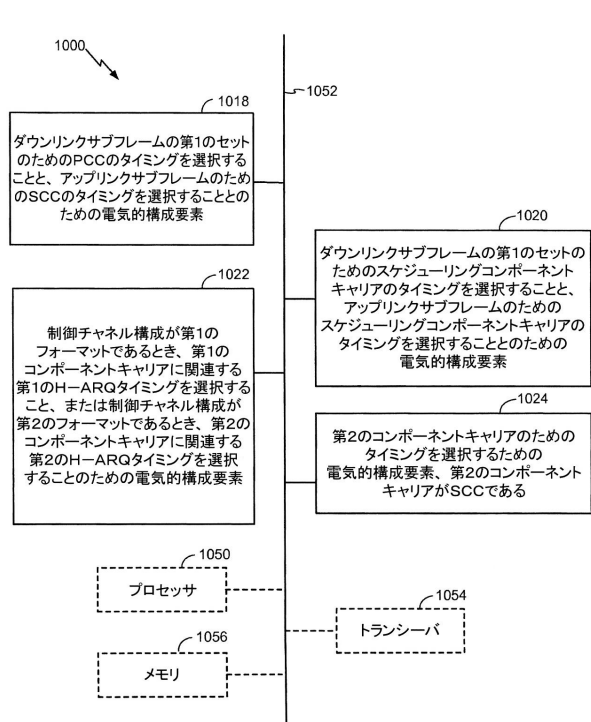 1000
1052
1018
ダウンリンクサブフレームの第1のセット
のためのPCCのタイミングを選択する
ことと、アップリンクサブフレームのため
のSCCのタイミングを選択することとの
ための電気的構成要素
1020
ダウンリンクサブフレームの第1のセットの
ためのスケジューリングコンポーネント
キャリアのタイミングを選択することと、
アップリンクサブフレームのための
スケジューリングコンポーネントキャリアの
タイミングを選択することとのための
電気的構成要素
1022
制御チャネル構成が第1の
フォーマットであるとき、第1の
コンポーネントキャリアに関連する
第1のH-ARQタイミングを選択する
こと、または制御チャネル構成が
第2のフォーマットであるとき、第2の
コンポーネントキャリアに関連する
第2のH-ARQタイミングを選択
することのための電気的構成要素
1024
第2のコンポーネントキャリアのための
タイミングを選択するための
電気的構成要素、第2のコンポーネント
キャリアがSCCである
1050
プロセッサ
1054
トランシーバ
1056
メモリ